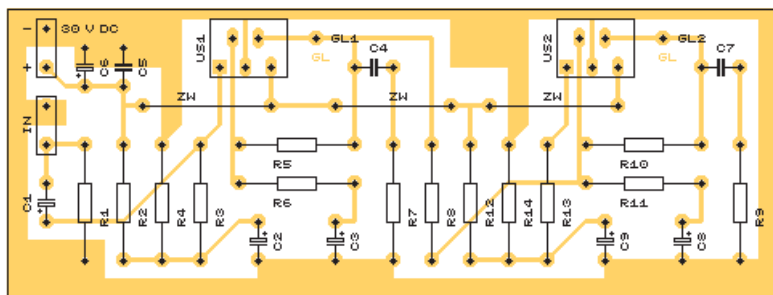 - 30 V DC
+
C6
C5
US1
GL1
GL
C4
US2
GL2
GL
C7
IN
ZW
ZW
ZW
C1
R1
R2
R4
R3
R5
R6
C2
C3
R7
R8
R12
R14
R13
R10
R11
C9
C8
R9